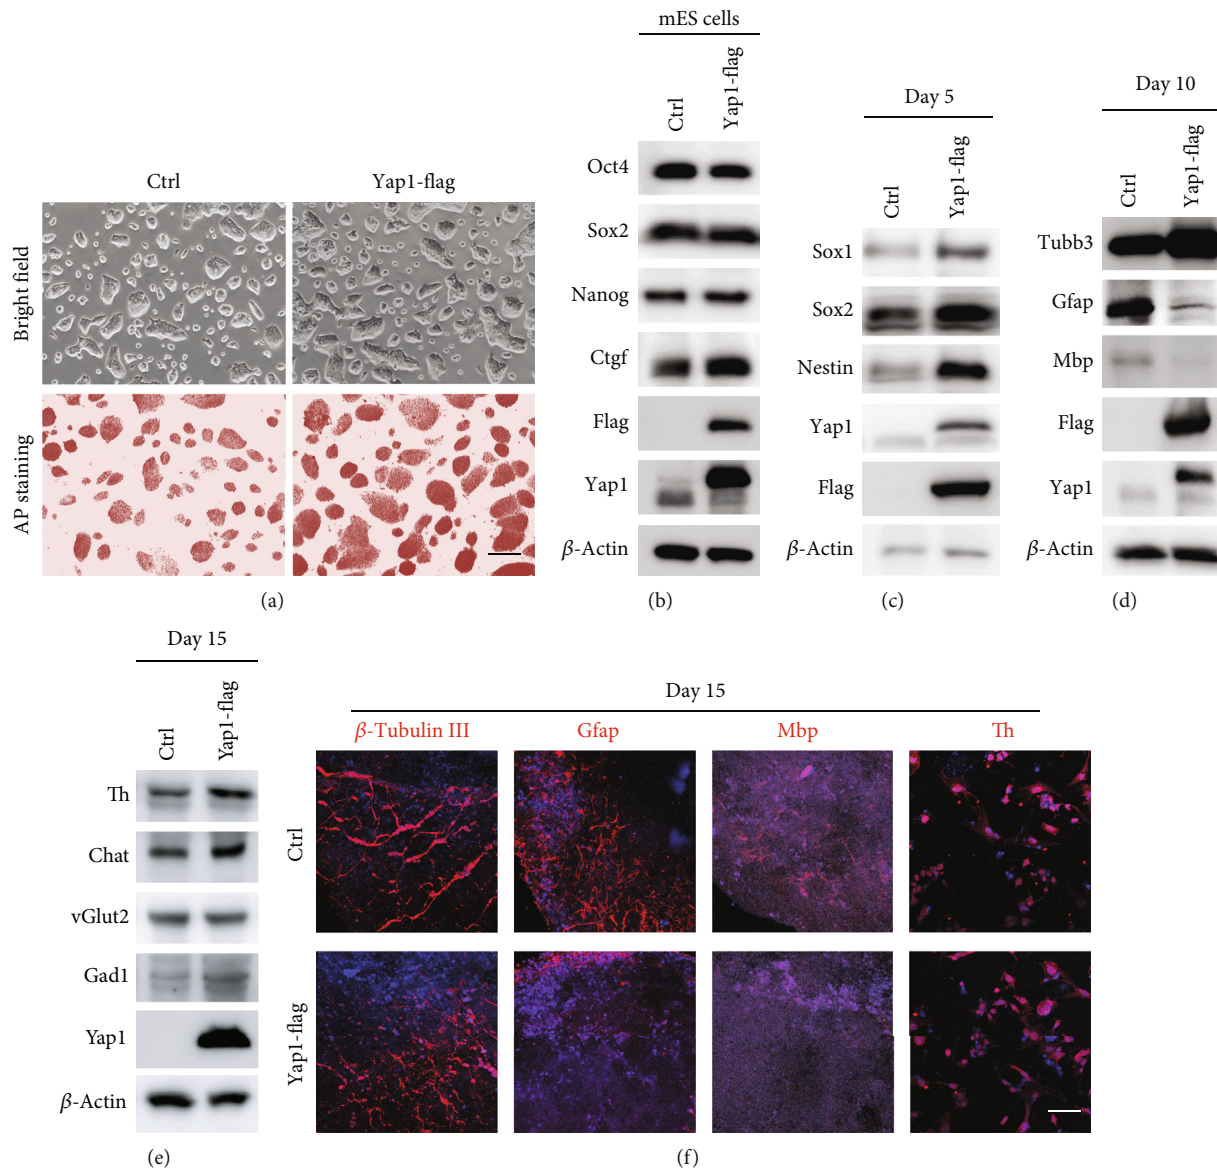 Ctrl
Yap1-flag
Bright field
AP staining
(a)
mES cells
Ctrl
Yap1-flag
Oct4
Sox2
Nanog
Ctgf
Flag
Yap1
β-Actin
(b)
Day 5
Ctrl
Yap1-flag
Sox1
Sox2
Nestin
Yap1
Flag
β-Actin
(c)
Day 10
Ctrl
Yap1-flag
Tubb3
Gfap
Mbp
Flag
Yap1
β-Actin
(d)
Day 15
Ctrl
Yap1-flag
Th
Chat
vGlut2
Gad1
Yap1
β-Actin
(e)
Day 15
β-Tubulin III
Gfap
Mbp
Th
Ctrl
Yap1-flag
(f)